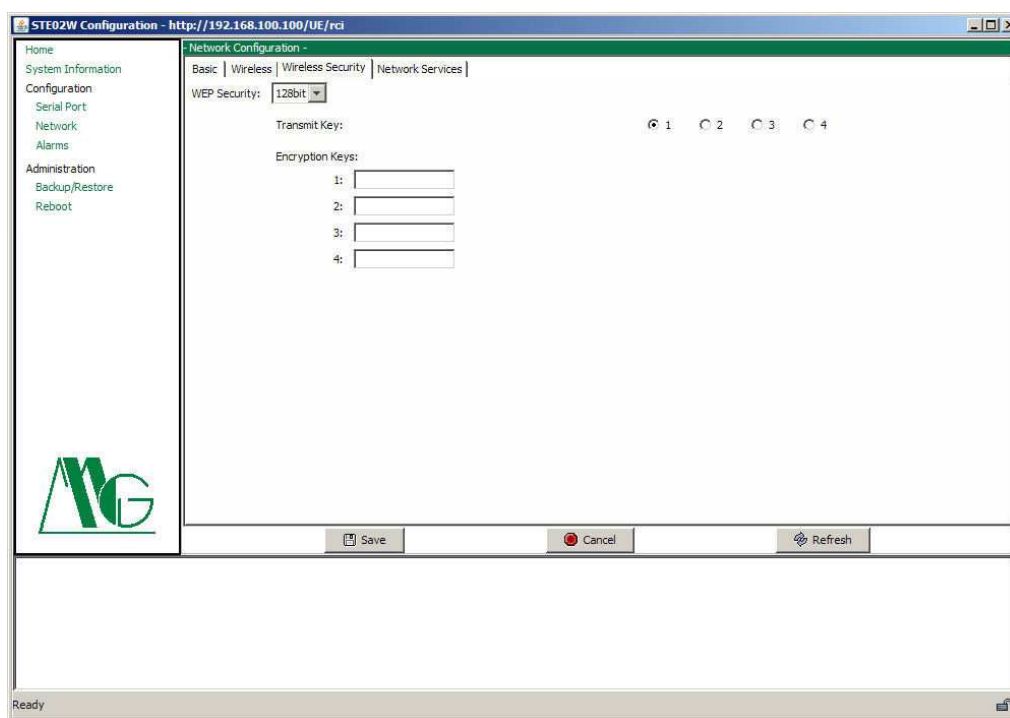 STE02W Configuration - http://192.168.100.100/UE/rci
Home
System Information
Configuration
Serial Port
Network
Alarms
Administration
Backup/Restore
Reboot
- Network Configuration -
Basic Wireless Wireless Security Network Services
WEP Security: 128bit
Transmit Key: 1 2 3 4
Encryption Keys:
1:
2:
3:
4:
Save Cancel Refresh
Ready